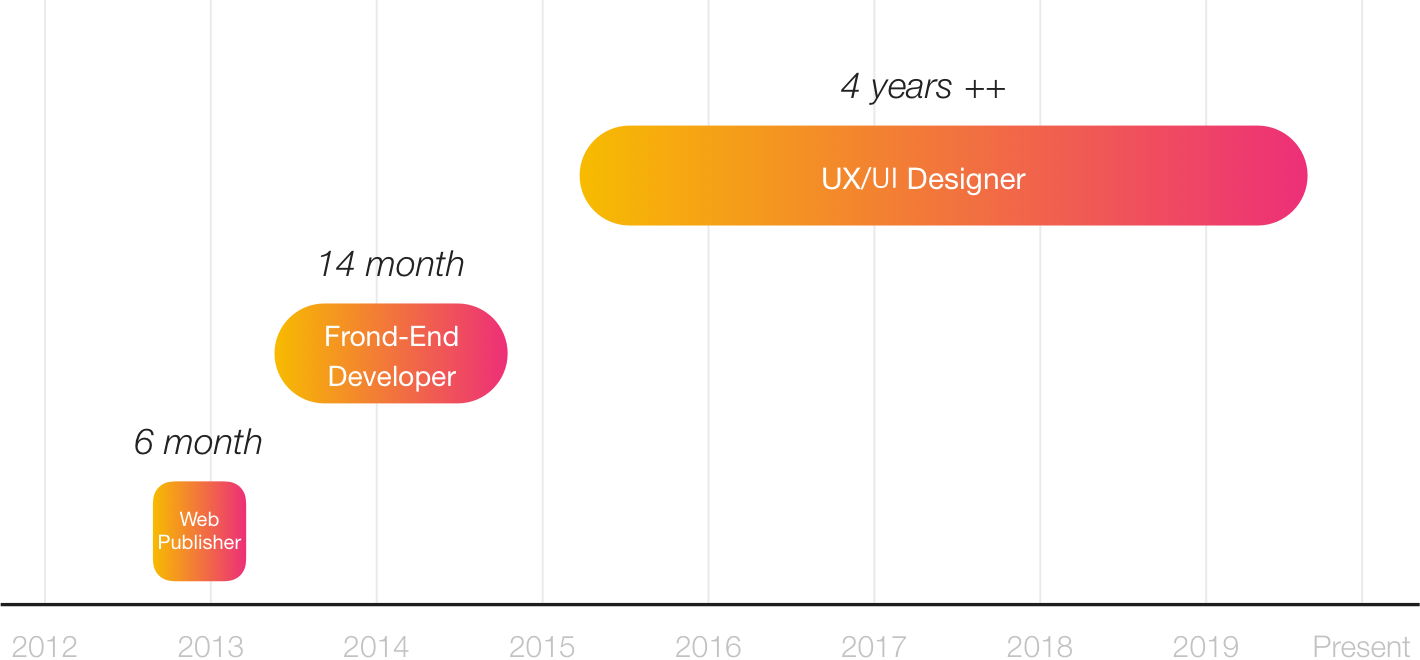 4 years ++
UX/UI Designer
14 month
Frond-End
Developer
6 month
Web
Publisher
2012 2013 2014 2015 2016 2017 2018 2019 Present